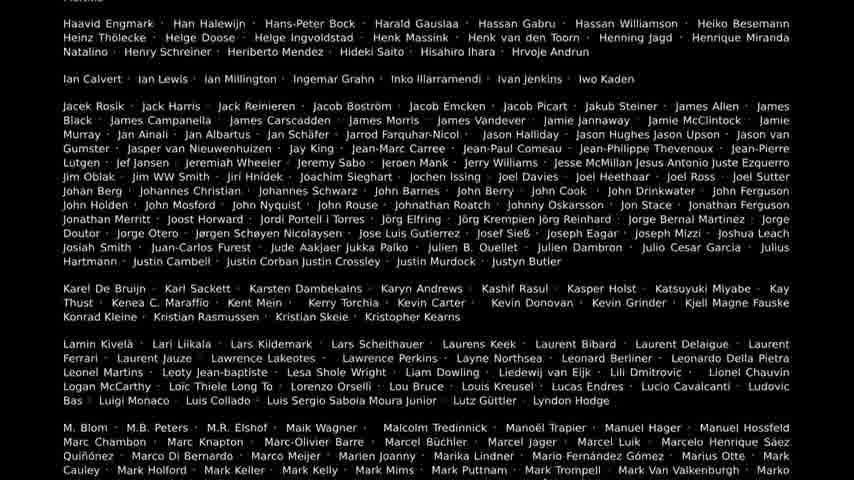 Haavid Engmark · Han Halewijn · Hans-Peter Bock · Harald Gauslaa · Hassan Gabru · Hassan Williamson · Heiko Besemann
Heinz Thölecke · Helge Doose · Helge Ingvoldstad · Henk Massink · Henk van den Toorn · Henning Jagd · Henrique Miranda
Natalino · Henry Schreiner · Heriberto Mendez · Hideki Saito · Hisahiro Ihara · Hrvoje Andrun
Ian Calvert · Ian Lewis · Ian Millington · Ingemar Grahn · Inko Illarramendi · Ivan Jenkins · Iwo Kaden
Jacek Rosik · Jack Harris · Jack Reinieren · Jacob Boström · Jacob Emcken · Jacob Picart · Jakub Steiner · James Allen · James
Black · James Campanella · James Carscadden · James Morris · James Vandever · Jamie Jannaway · Jamie McClintock · Jamie
Murray · Jan Ainali · Jan Albartus · Jan Schäfer · Jarrod Farquhar-Nicol · Jason Halliday · Jason Hughes Jason Upson · Jason van
Gumster · Jasper van Nieuwenhuizen · Jay King · Jean-Marc Carree · Jean-Paul Comeau · Jean-Philippe Thevenoux · Jean-Pierre
Lutgen · Jef Jansen · Jeremiah Wheeler · Jeremy Sabo · Jeroen Mank · Jerry Williams · Jesse McMillan Jesus Antonio Juste Ezquerro
Jim Oblak · Jim WW Smith · Jiri Hnídek · Joachim Sieghart · Jochen Issing · Joel Davies · Joel Heethaar · Joel Ross · Joel Sutter
Johan Berg · Johannes Christian · Johannes Schwarz · John Barnes · John Berry · John Cook · John Drinkwater · John Ferguson
John Holden · John Mosford · John Nyquist · John Rouse · Johnathan Roatch · Johnny Oskarsson · Jon Stace · Jonathan Ferguson
Jonathan Merritt · Joost Horward · Jordi Portell i Torres · Jörg Elfring · Jörg Krempien Jörg Reinhard · Jorge Bernal Martinez · Jorge
Doutor · Jorge Otero · Jørgen Schøyen Nicolaysen · Jose Luis Gutierrez · Josef Sieß · Joseph Eagar · Joseph Mizzi · Joshua Leach
Josiah Smith · Juan-Carlos Furest · Jude Aakjaer Jukka Palko · Julien B. Ouellet · Julien Dambron · Julio Cesar Garcia · Julius
Hartmann · Justin Cambell · Justin Corban Justin Crossley · Justin Murdock · Justyn Butler
Karel De Bruijn · Karl Sackett · Karsten Dambekalns · Karyn Andrews · Kashif Rasul · Kasper Holst · Katsuyuki Miyabe · Kay
Thust · Kenea C. Maraffio · Kent Mein · Kerry Torchia · Kevin Carter · Kevin Donovan · Kevin Grinder · Kjell Magne Fauske
Konrad Kleine · Kristian Rasmussen · Kristian Skeie · Kristopher Kearns
Lamin Kivelä · Lari Liikala · Lars Kildemark · Lars Scheithauer · Laurens Keek · Laurent Bibard · Laurent Delaigue · Laurent
Ferrari · Laurent Jauze · Lawrence Lakeotes · Lawrence Perkins · Layne Northsea · Leonard Berliner · Leonardo Della Pietra
Leonel Martins · Leoty Jean-baptiste · Lesa Shole Wright · Liam Dowling · Liedewij van Eijk · Lili Dmitrovic · Lionel Chauvin
Logan McCarthy · Loïc Thiele Long To · Lorenzo Orselli · Lou Bruce · Louis Kreusel · Lucas Endres · Lucio Cavalcanti · Ludovic
Bas · Luigi Monaco · Luis Collado · Luis Sergio Saboia Moura Junior · Lutz Güttler · Lyndon Hodge
M. Blom · M.B. Peters · M.R. Elshof · Maik Wagner · Malcolm Tredinnick · Manoël Trapier · Manuel Häger · Manuel Hossfeld
Marc Chambon · Marc Knapton · Marc-Olivier Barre · Marcel Büchler · Marcel Jager · Marcel Luik · Marcelo Henrique Sáez
Quiñónez · Marco Di Bernardo · Marco Meijer · Marien Joanny · Marika Lindner · Mario Fernández Gómez · Marius Otte · Mark
Cauley · Mark Holford · Mark Keller · Mark Kelly · Mark Mims · Mark Puttnam · Mark Trompell · Mark Van Valkenburgh · Marko